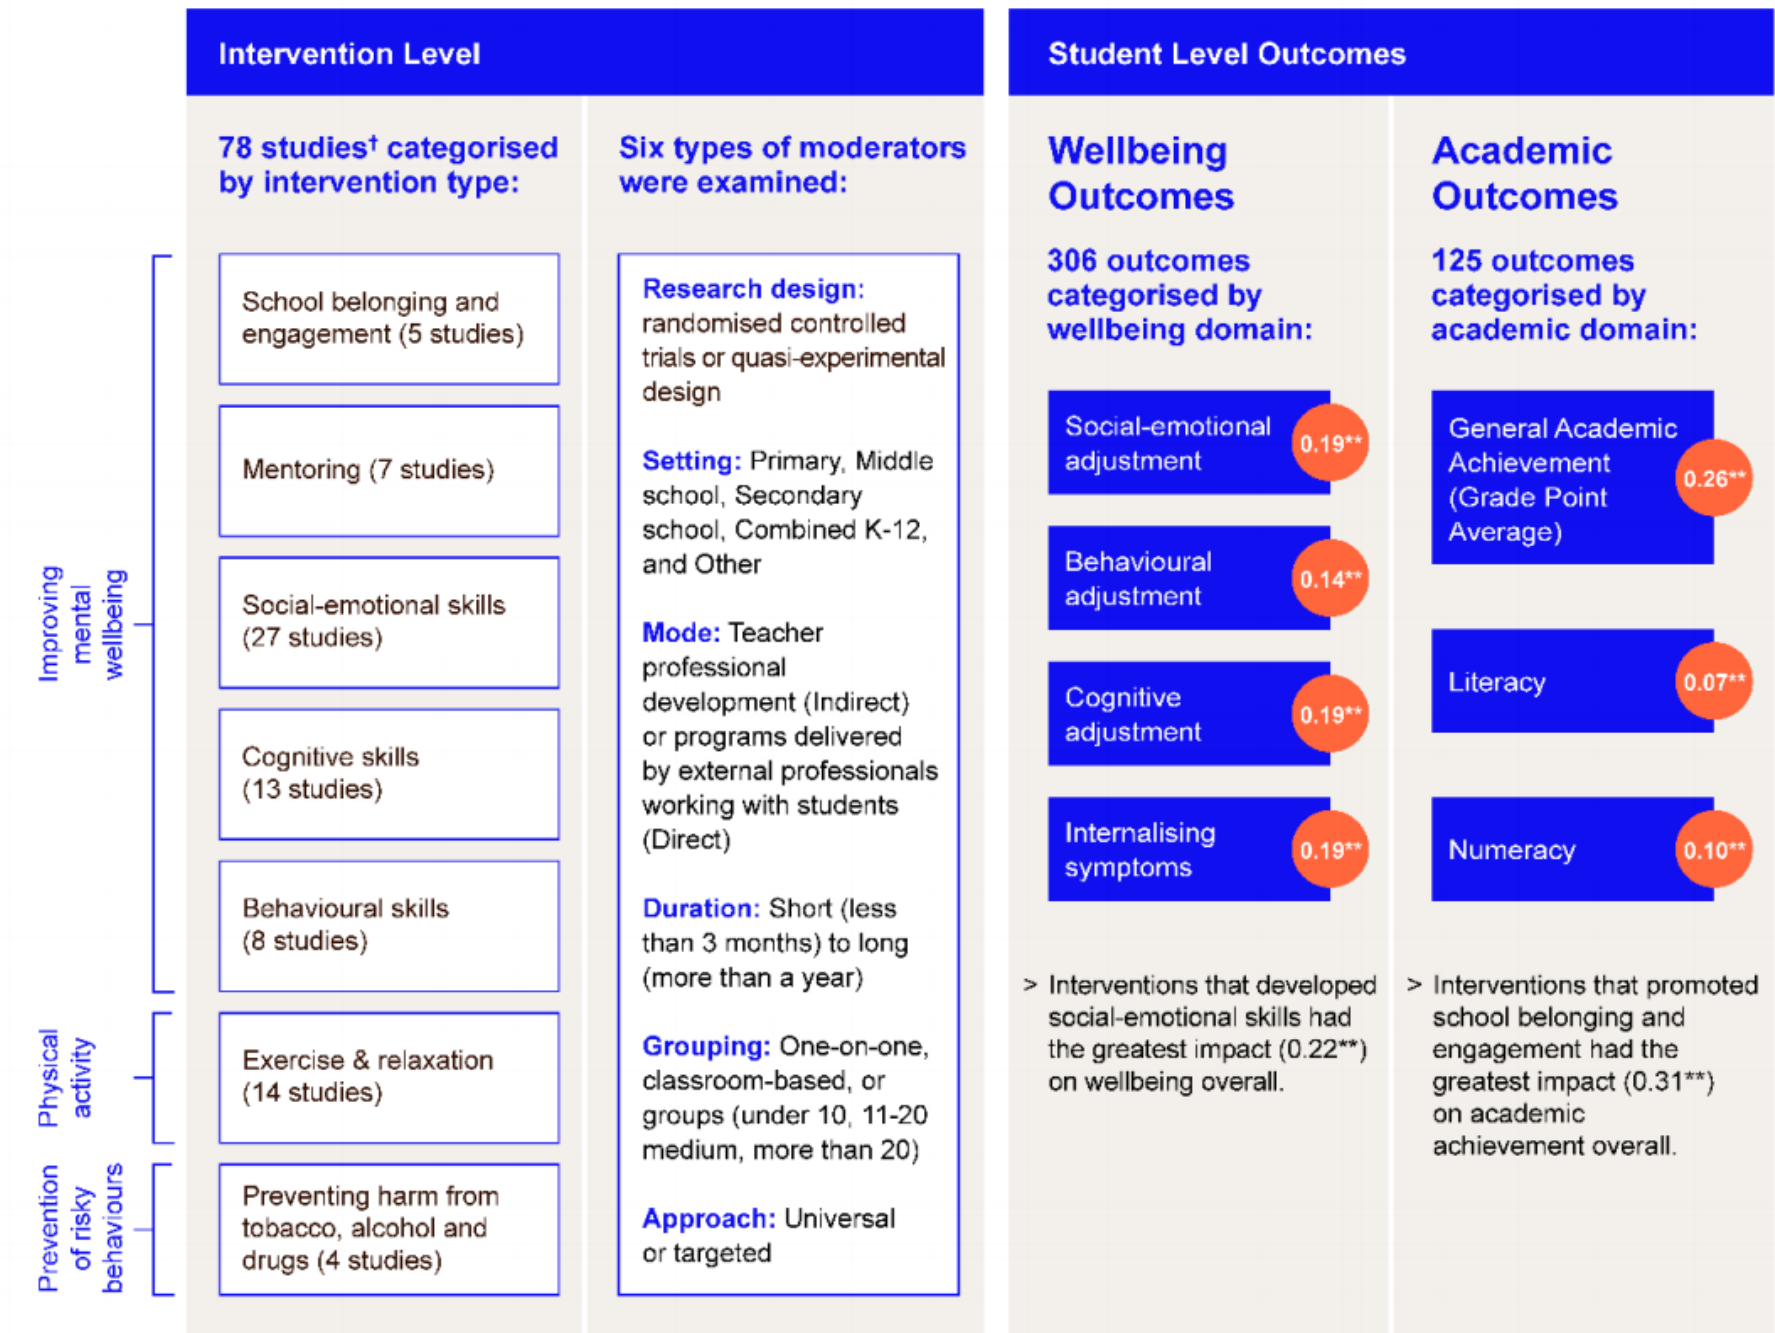 Intervention Level
78 studies† categorised
by intervention type:
Improving
mental
wellbeing
School belonging and
engagement (5 studies)
Mentoring (7 studies)
Social-emotional skills
(27 studies)
Cognitive skills
(13 studies)
Behavioural skills
(8 studies)
Physical
activity
Exercise & relaxation
(14 studies)
Prevention
of risky
behaviours
Preventing harm from
tobacco, alcohol and
drugs (4 studies)
Six types of moderators
were examined:
Research design:
randomised controlled
trials or quasi-experimental
design
Setting: Primary, Middle
school, Secondary
school, Combined K-12,
and Other
Mode: Teacher
professional
development (Indirect)
or programs delivered
by external professionals
working with students
(Direct)
Duration: Short (less
than 3 months) to long
(more than a year)
Grouping: One-on-one,
classroom-based, or
groups (under 10, 11-20
medium, more than 20)
Approach: Universal
or targeted
Student Level Outcomes
Wellbeing
Outcomes
306 outcomes
categorised by
wellbeing domain:
Social-emotional
adjustment
0.19**
Behavioural
adjustment
0.14**
Cognitive
adjustment
0.19**
Internalising
symptoms
0.19**
> Interventions that developed
social-emotional skills had
the greatest impact (0.22**)
on wellbeing overall.
Academic
Outcomes
125 outcomes
categorised by
academic domain:
General Academic
Achievement
(Grade Point
Average)
0.26**
Literacy
0.07**
Numeracy
0.10**
> Interventions that promoted
school belonging and
engagement had the
greatest impact (0.31**)
on academic
achievement overall.